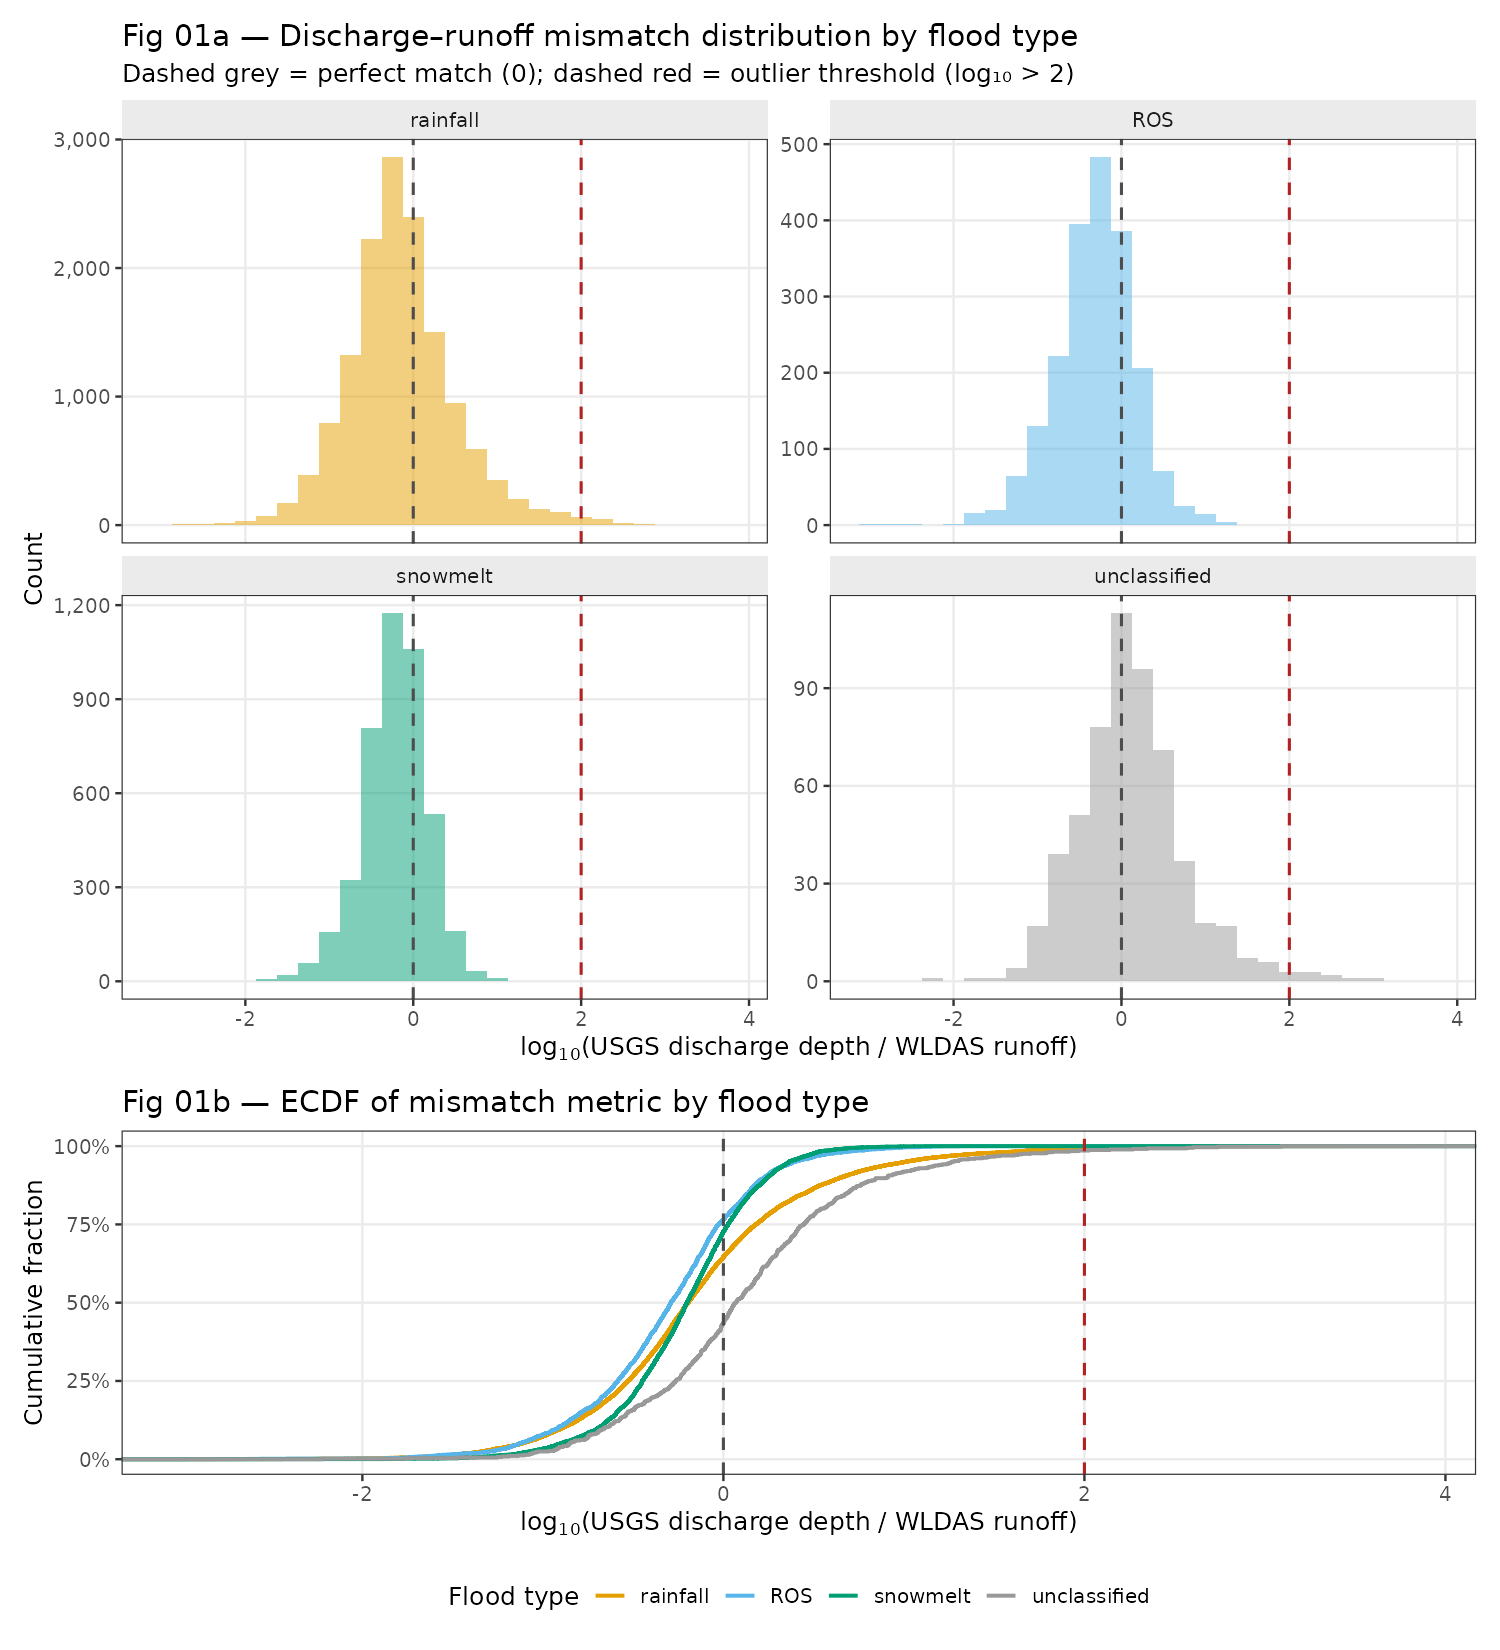 Fig 01a — Discharge–runoff mismatch distribution by flood type
Dashed grey = perfect match (0); dashed red = outlier threshold (log₁₀ > 2)
rainfall
ROS
3,000
2,000
1,000
0
500
400
300
200
100
0
Count
snowmelt
unclassified
1,200
900
600
300
0
90
60
30
0
-2 0 2 4
-2 0 2 4
log₁₀(USGS discharge depth / WLDAS runoff)
Fig 01b — ECDF of mismatch metric by flood type
100%
75%
50%
25%
0%
Cumulative fraction
-2 0 2 4
log₁₀(USGS discharge depth / WLDAS runoff)
Flood type rainfall ROS snowmelt unclassified